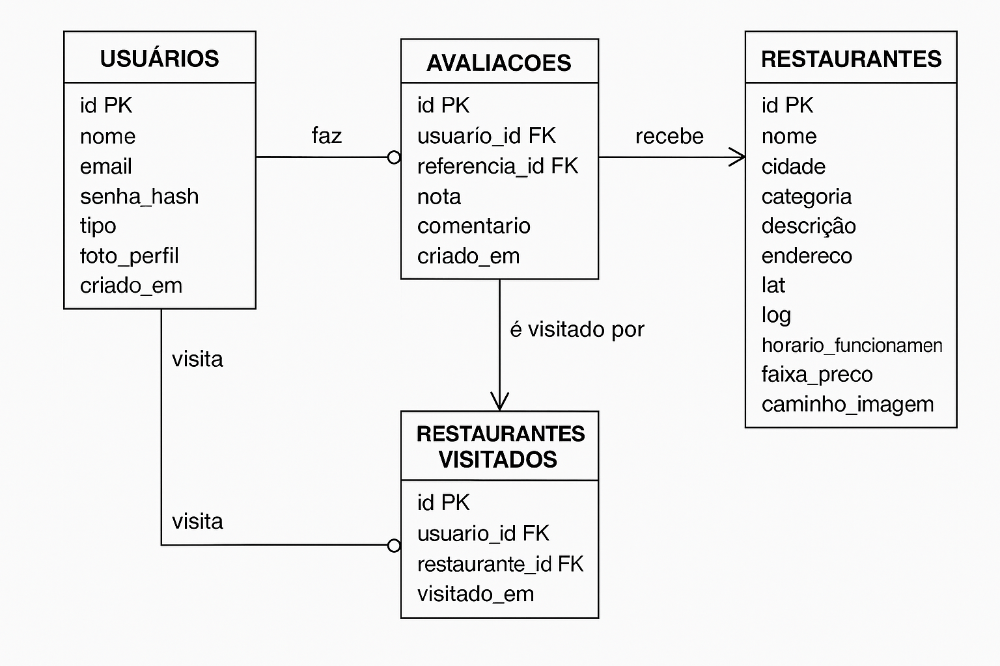 USUÁRIOS
id PK
nome
email
senha_hash
tipo
foto_perfil
criado_em
faz
AVALIACOES
id PK
usuarío_id FK
referencia_id FK
nota
comentario
criado_em
recebe
RESTAURANTES
id PK
nome
cidade
categoria
descriçâo
endereco
lat
log
horario_funcionamen
faixa_preco
caminho_imagem
visita
é visitado por
visita
RESTAURANTES
VISITADOS
id PK
usuario_id FK
restaurante_id FK
visitado_em